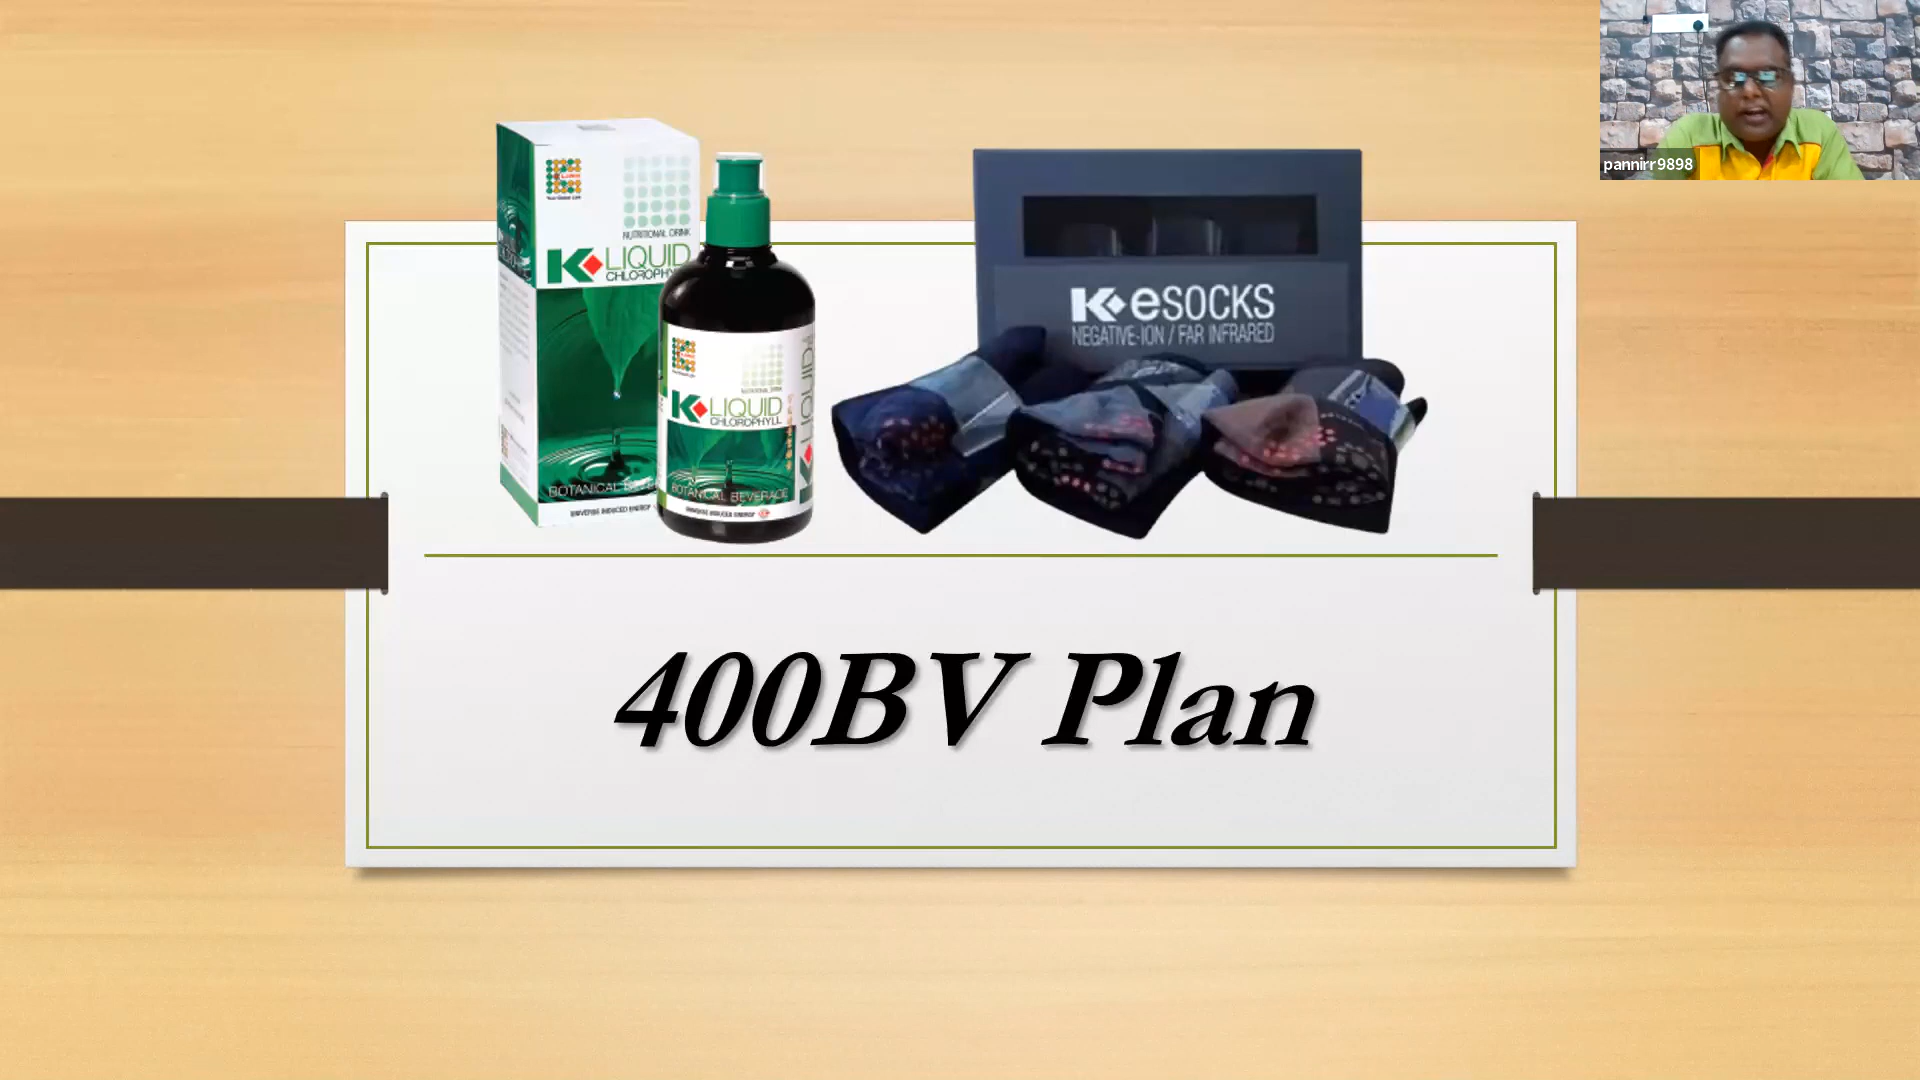 pannirr9898
NUTRITIONAL DRINK
K LIQUID
CHLOROPHYLL
BOTANICAL
UNIVERSE INDUCED ENERGY
NUTRITIONAL DRINK
K LIQUID
CHLOROPHYLL
BOTANICAL BEVERAGE
UNIVERSE INDUCED ENERGY
K LIQUID
K eSOCKS
NEGATIVE-ION / FAR INFRARED
400BV Plan